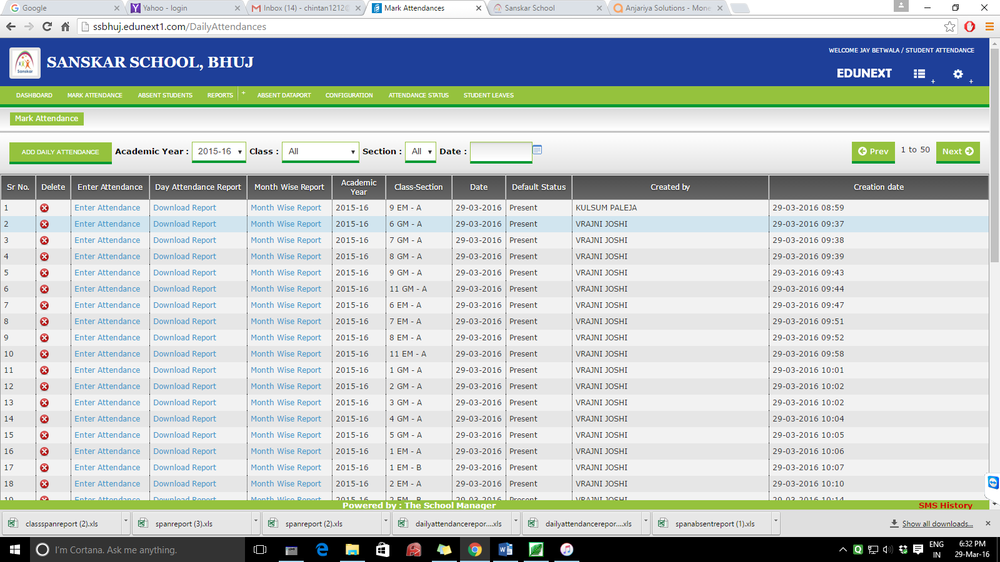 Google
Yahoo - login
Inbox (14) - chintan1212@
Mark Attendances
Sanskar School
Anjariya Solutions - Mone
ssbhuj.edunext1.com/DailyAttendances
WELCOME JAY BETWALA / STUDENT ATTENDANCE
Sanskar
SANSKAR SCHOOL, BHUJ
EDUNEXT
DASHBOARD MARK ATTENDANCE ABSENT STUDENTS REPORTS + ABSENT DATAPORT CONFIGURATION ATTENDANCE STATUS STUDENT LEAVES
Mark Attendance
ADD DAILY ATTENDANCE Academic Year : 2015-16 Class : All Section : All Date : Prev 1 to 50 Next
Sr No. Delete Enter Attendance Day Attendance Report Month Wise Report Academic Year Class-Section Date Default Status Created by Creation date
1 Enter Attendance Download Report Month Wise Report 2015-16 9 EM - A 29-03-2016 Present KULSUM PALEJA 29-03-2016 08:59
2 Enter Attendance Download Report Month Wise Report 2015-16 6 GM - A 29-03-2016 Present VRAJNI JOSHI 29-03-2016 09:37
3 Enter Attendance Download Report Month Wise Report 2015-16 7 GM - A 29-03-2016 Present VRAJNI JOSHI 29-03-2016 09:38
4 Enter Attendance Download Report Month Wise Report 2015-16 8 GM - A 29-03-2016 Present VRAJNI JOSHI 29-03-2016 09:39
5 Enter Attendance Download Report Month Wise Report 2015-16 9 GM - A 29-03-2016 Present VRAJNI JOSHI 29-03-2016 09:43
6 Enter Attendance Download Report Month Wise Report 2015-16 11 GM - A 29-03-2016 Present VRAJNI JOSHI 29-03-2016 09:44
7 Enter Attendance Download Report Month Wise Report 2015-16 6 EM - A 29-03-2016 Present VRAJNI JOSHI 29-03-2016 09:47
8 Enter Attendance Download Report Month Wise Report 2015-16 7 EM - A 29-03-2016 Present VRAJNI JOSHI 29-03-2016 09:51
9 Enter Attendance Download Report Month Wise Report 2015-16 8 EM - A 29-03-2016 Present VRAJNI JOSHI 29-03-2016 09:52
10 Enter Attendance Download Report Month Wise Report 2015-16 11 EM - A 29-03-2016 Present VRAJNI JOSHI 29-03-2016 09:58
11 Enter Attendance Download Report Month Wise Report 2015-16 1 GM - A 29-03-2016 Present VRAJNI JOSHI 29-03-2016 10:01
12 Enter Attendance Download Report Month Wise Report 2015-16 2 GM - A 29-03-2016 Present VRAJNI JOSHI 29-03-2016 10:02
13 Enter Attendance Download Report Month Wise Report 2015-16 3 GM - A 29-03-2016 Present VRAJNI JOSHI 29-03-2016 10:02
14 Enter Attendance Download Report Month Wise Report 2015-16 4 GM - A 29-03-2016 Present VRAJNI JOSHI 29-03-2016 10:04
15 Enter Attendance Download Report Month Wise Report 2015-16 5 GM - A 29-03-2016 Present VRAJNI JOSHI 29-03-2016 10:05
16 Enter Attendance Download Report Month Wise Report 2015-16 1 EM - A 29-03-2016 Present VRAJNI JOSHI 29-03-2016 10:06
17 Enter Attendance Download Report Month Wise Report 2015-16 1 EM - B 29-03-2016 Present VRAJNI JOSHI 29-03-2016 10:07
18 Enter Attendance Download Report Month Wise Report 2015-16 2 EM - A 29-03-2016 Present VRAJNI JOSHI 29-03-2016 10:10
19 Enter Attendance Download Report Month Wise Report 2015-16 2 EM - B 29-03-2016 Present VRAJNI JOSHI 29-03-2016 10:14
Powered by : The School Manager SMS History
classspanreport (2).xls spanreport (3).xls spanreport (2).xls dailyattendancerepor....xls dailyattendancerepor....xls spanabsentreport (1).xls Show all downloads...
I'm Cortana. Ask me anything.
ENG
IN
6:32 PM
29-Mar-16